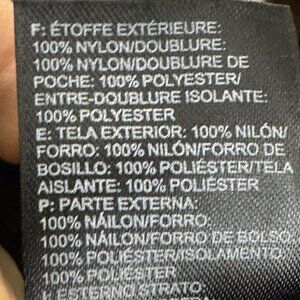 F: ÉTOFFE EXTÉRIEURE:
100% NYLON/DOUBLURE:
100% NYLON/DOUBLURE DE
POCHE: 100% POLYESTER/
ENTRE-DOUBLURE ISOLANTE:
100% POLYESTER
E: TELA EXTERIOR: 100% NILÓN/
FORRO: 100% NILÓN/FORRO DE
BOSILLO: 100% POLIÉSTER/TELA
AISLANTE: 100% POLIÉSTER
P: PARTE EXTERNA:
100% NÁILON/FORRO:
100% NÁILON/FORRO DE BOLSO:
100% POLIÉSTER/ISOLAMENTO:
100% POLIÉSTER
I: ESTERNO STRATO: